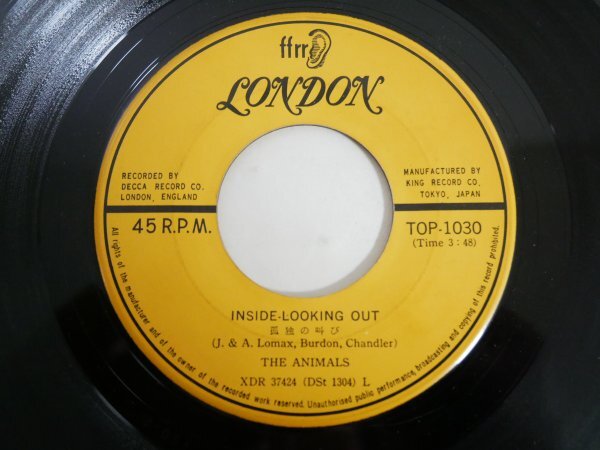 ffrr
LONDON
RECORDED BY
DECCA RECORD CO.
LONDON, ENGLAND
MANUFACTURED BY
KING RECORD CO.
TOKYO, JAPAN
45 R.P.M.
TOP-1030
(Time 3:48)
INSIDE-LOOKING OUT
孤独の叫び
(J. & A. Lomax, Burdon, Chandler)
THE ANIMALS
XDR 37424 (DSt 1304) L
All rights of the manufacturer and of the owner of the recorded work reserved. Unauthorised public performance, broadcasting and copying of this record prohibited.